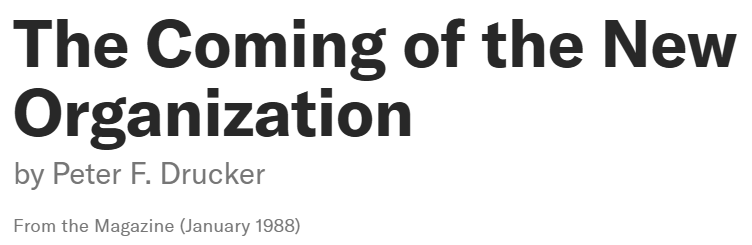 The Coming of the New
Organization
by Peter F. Drucker
From the Magazine (January 1988)